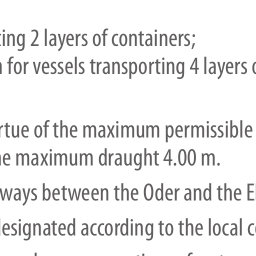 ting 2 layers of containers;
for vessels transporting 4 layers
rtue of the maximum permissible
maximum draught 4.00 m.
ways between the Oder and the
designated according to the local